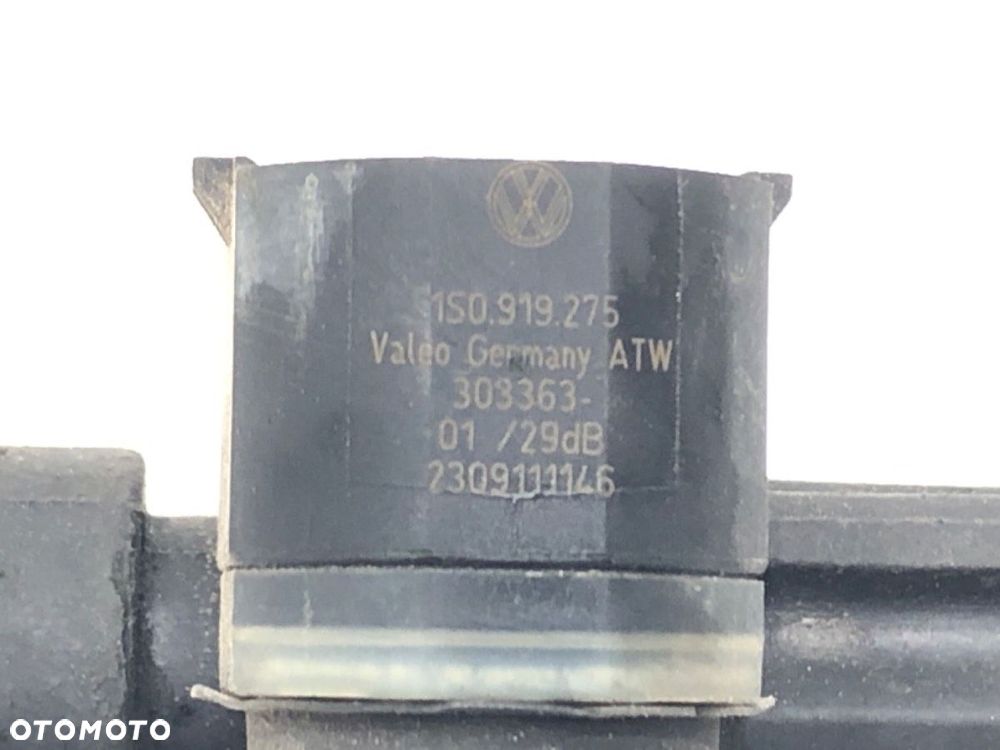 1S0.919.275
Valeo Germany ATW
303363-
01 /29dB
2309111146
OTOMOTO